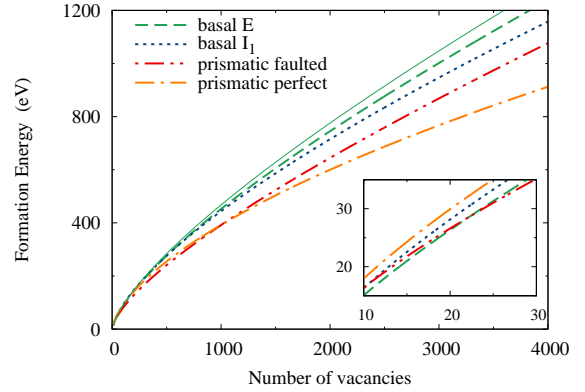 1200
800
400
0
Formation Energy (eV)
basal E
basal I1
prismatic faulted
prismatic perfect
30
20
10 20 30
0 1000 2000 3000 4000
Number of vacancies